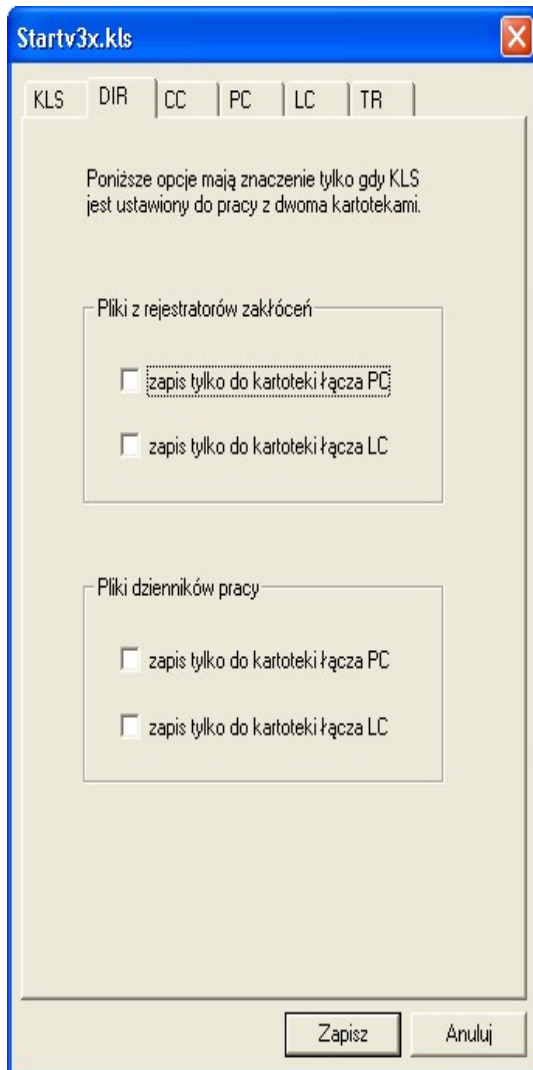 Startv3x.kls
KLS DIR CC PC LC TR
Poniższe opcje mają znaczenie tylko gdy KLS
jest ustawiony do pracy z dwoma kartotekami.
Pliki z rejestratorów zakłóceń
zapis tylko do kartoteki łącza PC
zapis tylko do kartoteki łącza LC
Pliki dzienników pracy
zapis tylko do kartoteki łącza PC
zapis tylko do kartoteki łącza LC
Zapisz Anuluj